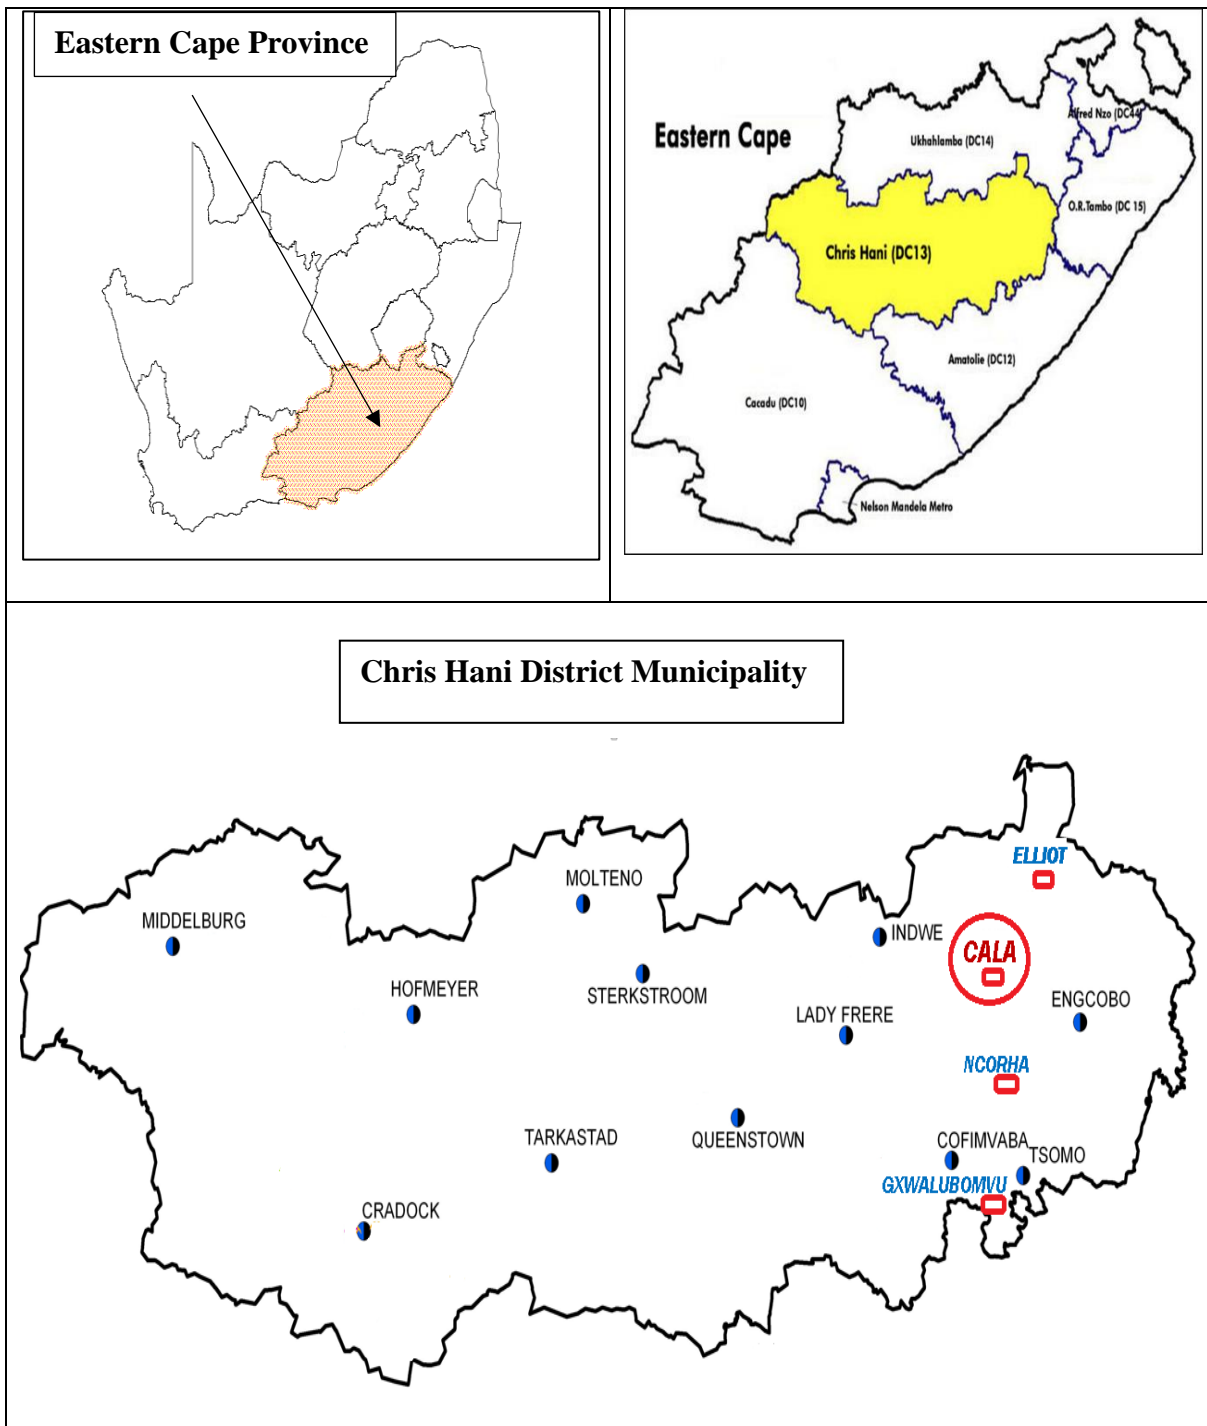 Eastern Cape Province
Eastern Cape
Alfred Nzo (DC44)
Ukhahlamba (DC14)
O.R.Tambo (DC 15)
Chris Hani (DC13)
Amatolie (DC12)
Cacadu (DC10)
Nelson Mandela Metro
Chris Hani District Municipality
ELLIOT
MOLTENO
MIDDELBURG
INDWE
CALA
HOFMEYER
STERKSTROOM
LADY FRERE
ENGCOBO
NCORHA
TARKASTAD
QUEENSTOWN
COFIMVABA
TSOMO
GXWALUBOMVU
CRADOCK